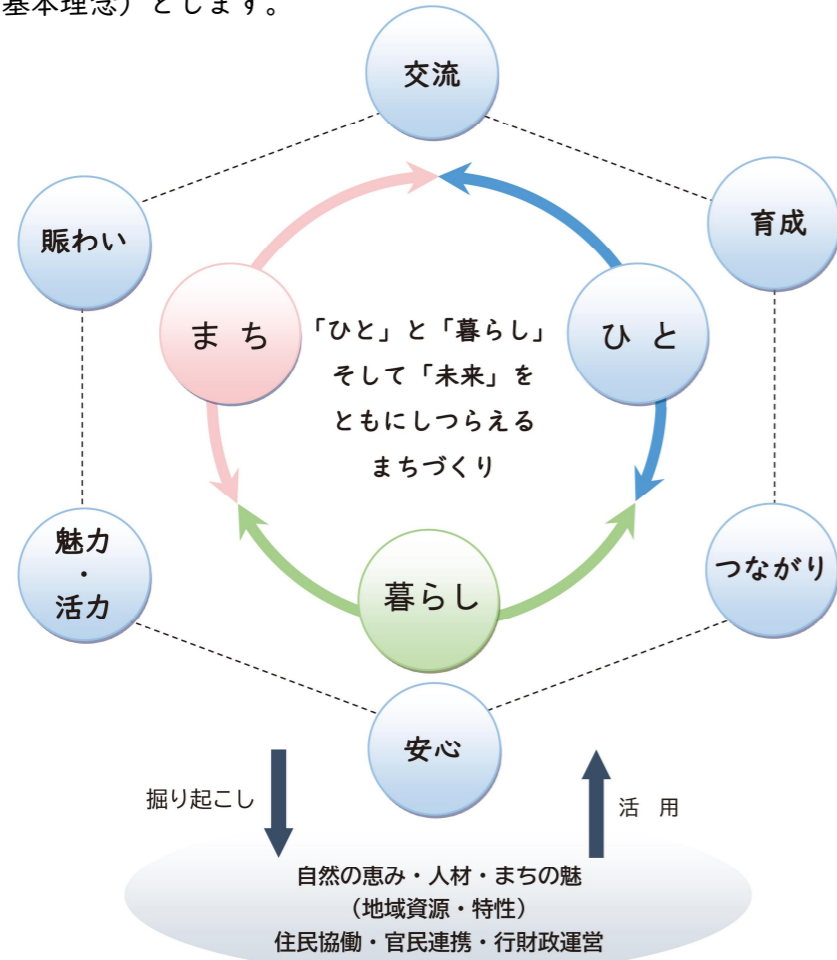 基本理念）とします。
交流
賑わい
育成
まち
ひと
「ひと」と「暮らし」
そして「未来」を
ともにしつらえる
まちづくり
魅力
・
活力
つながり
暮らし
安心
掘り起こし
活　用
自然の恵み・人材・まちの魅
（地域資源・特性）
住民協働・官民連携・行財政運営